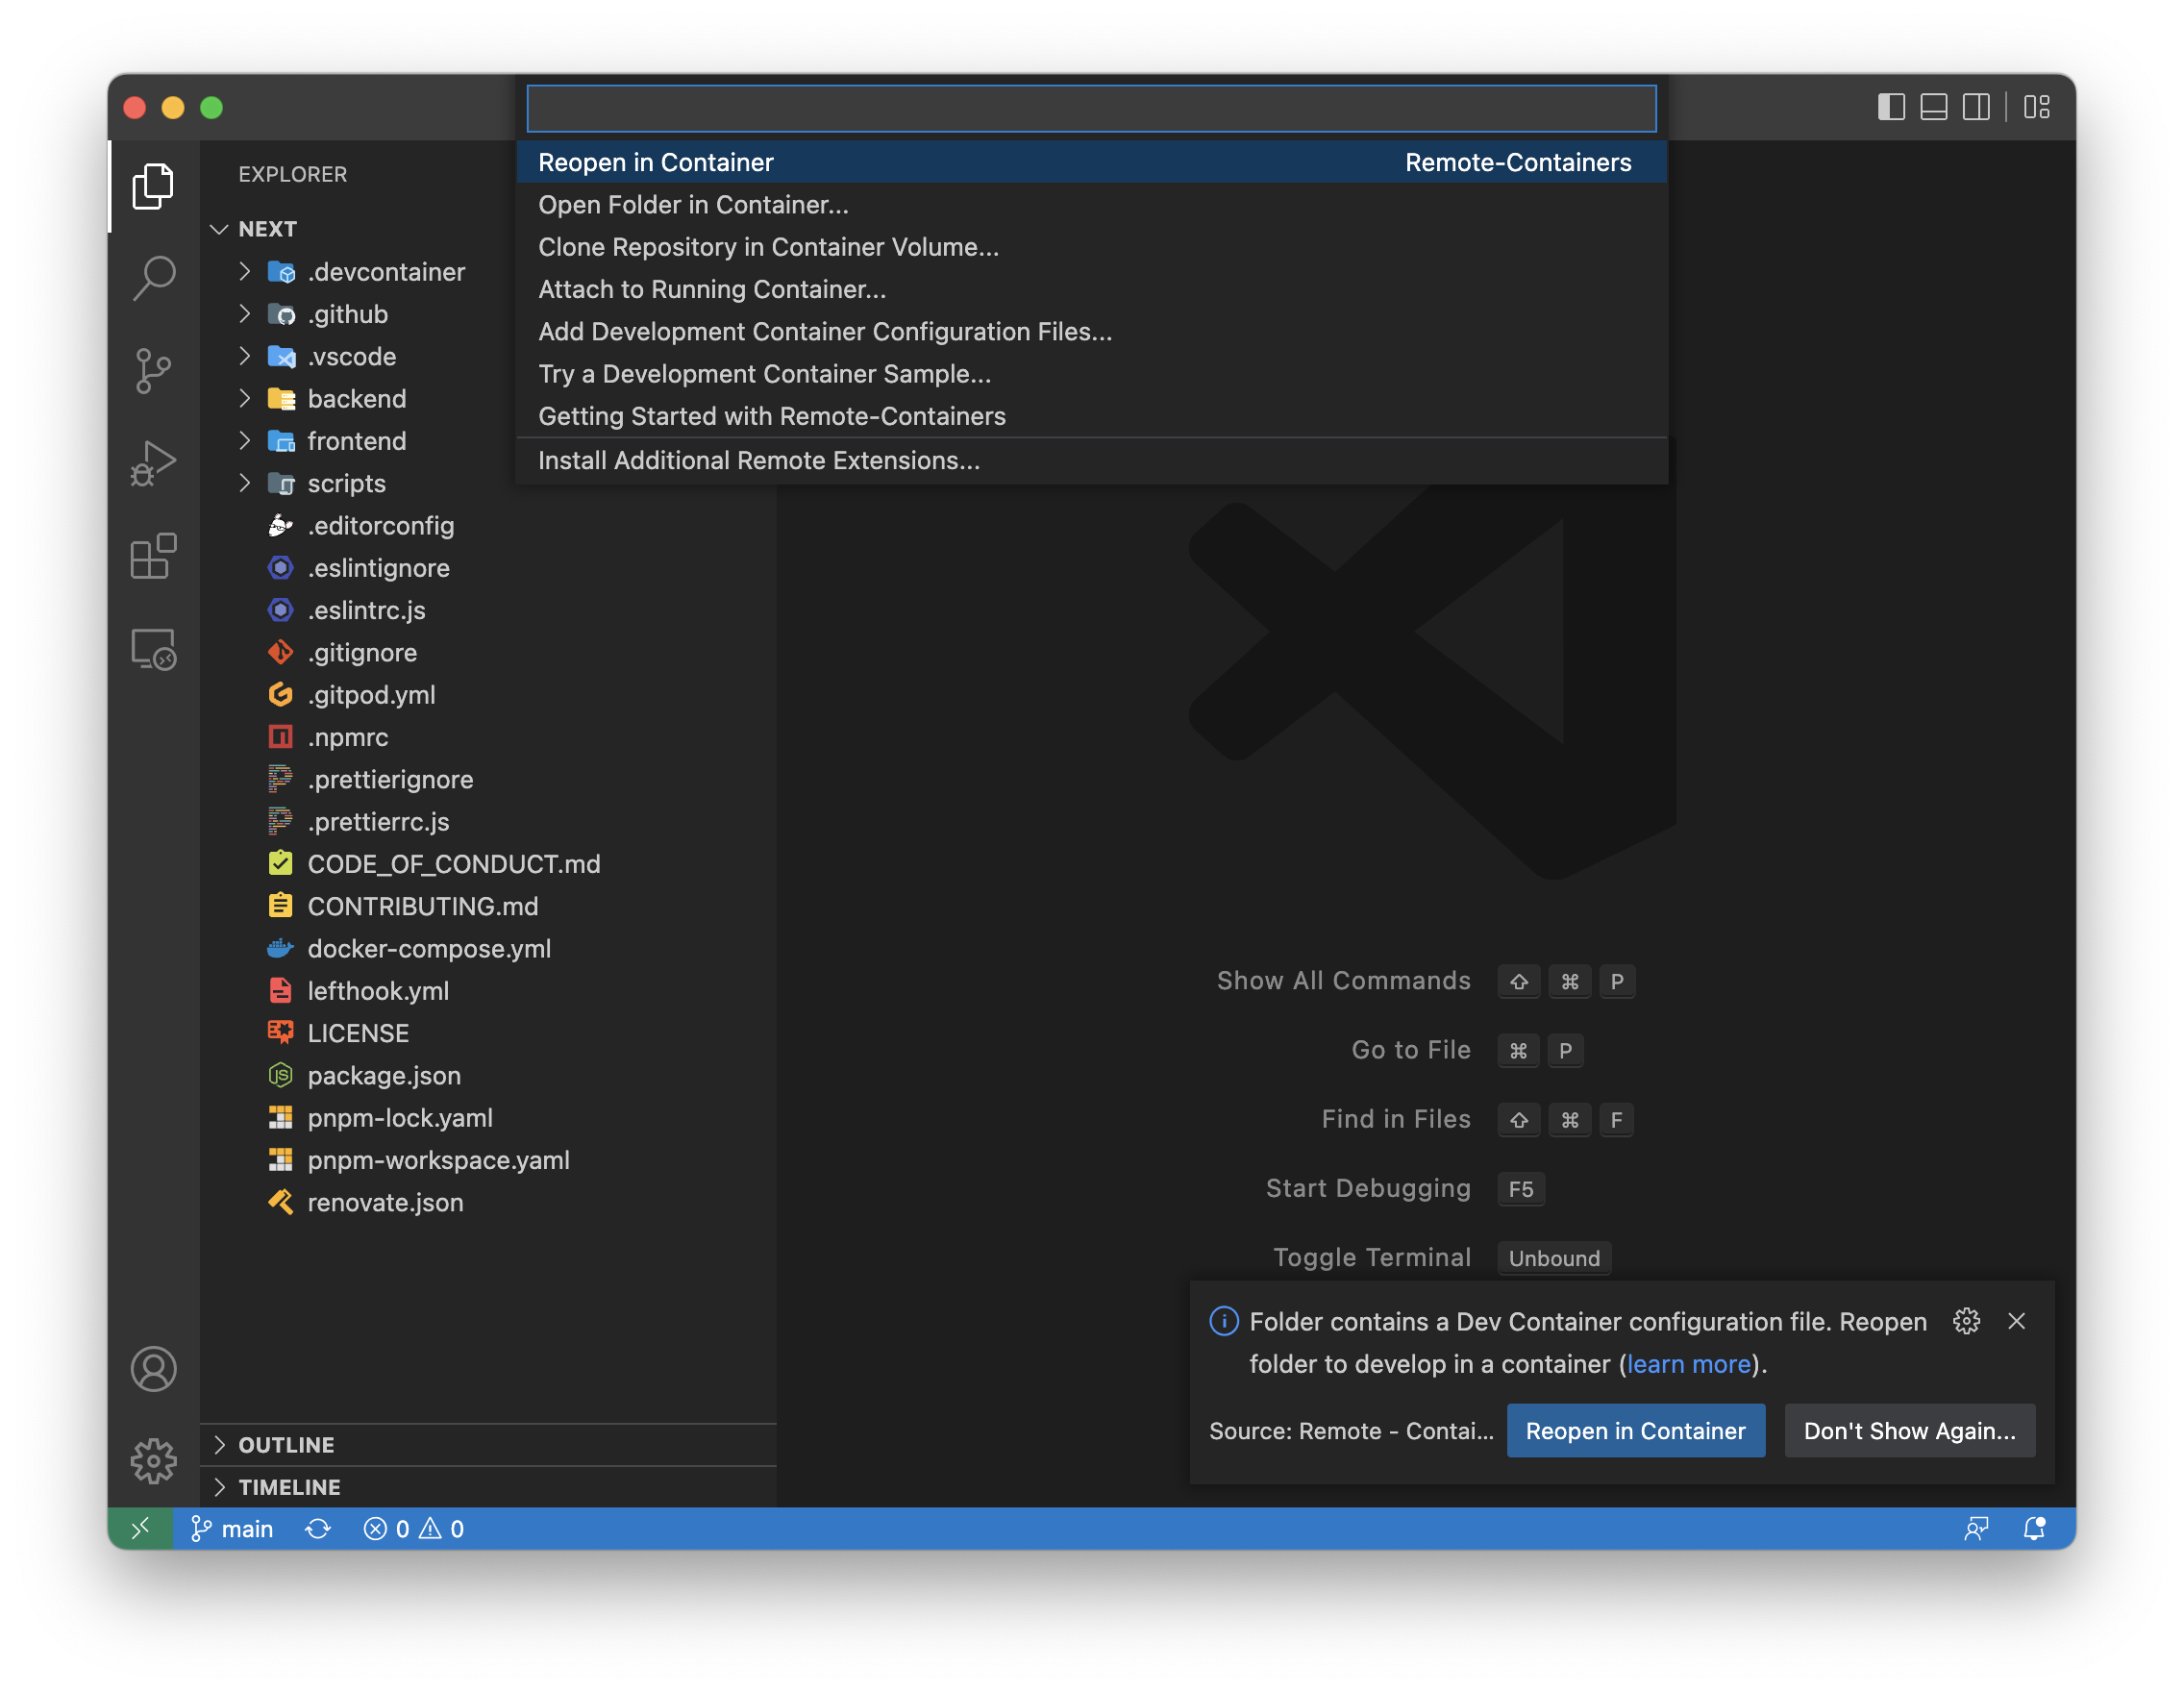 Reopen in Container Remote-Containers
Open Folder in Container...
Clone Repository in Container Volume...
Attach to Running Container...
Add Development Container Configuration Files...
Try a Development Container Sample...
Getting Started with Remote-Containers
Install Additional Remote Extensions...
EXPLORER
NEXT
.devcontainer
.github
.vscode
backend
frontend
scripts
.editorconfig
.eslintignore
.eslintrc.js
.gitignore
.gitpod.yml
.npmrc
.prettierignore
.prettierrc.js
CODE_OF_CONDUCT.md
CONTRIBUTING.md
docker-compose.yml
lefthook.yml
LICENSE
package.json
pnpm-lock.yaml
pnpm-workspace.yaml
renovate.json
OUTLINE
TIMELINE
Show All Commands ⇧ ⌘ P
Go to File ⌘ P
Find in Files ⇧ ⌘ F
Start Debugging F5
Toggle Terminal Unbound
Folder contains a Dev Container configuration file. Reopen
folder to develop in a container (learn more).
Source: Remote - Contai... Reopen in Container Don't Show Again...
main 0 0